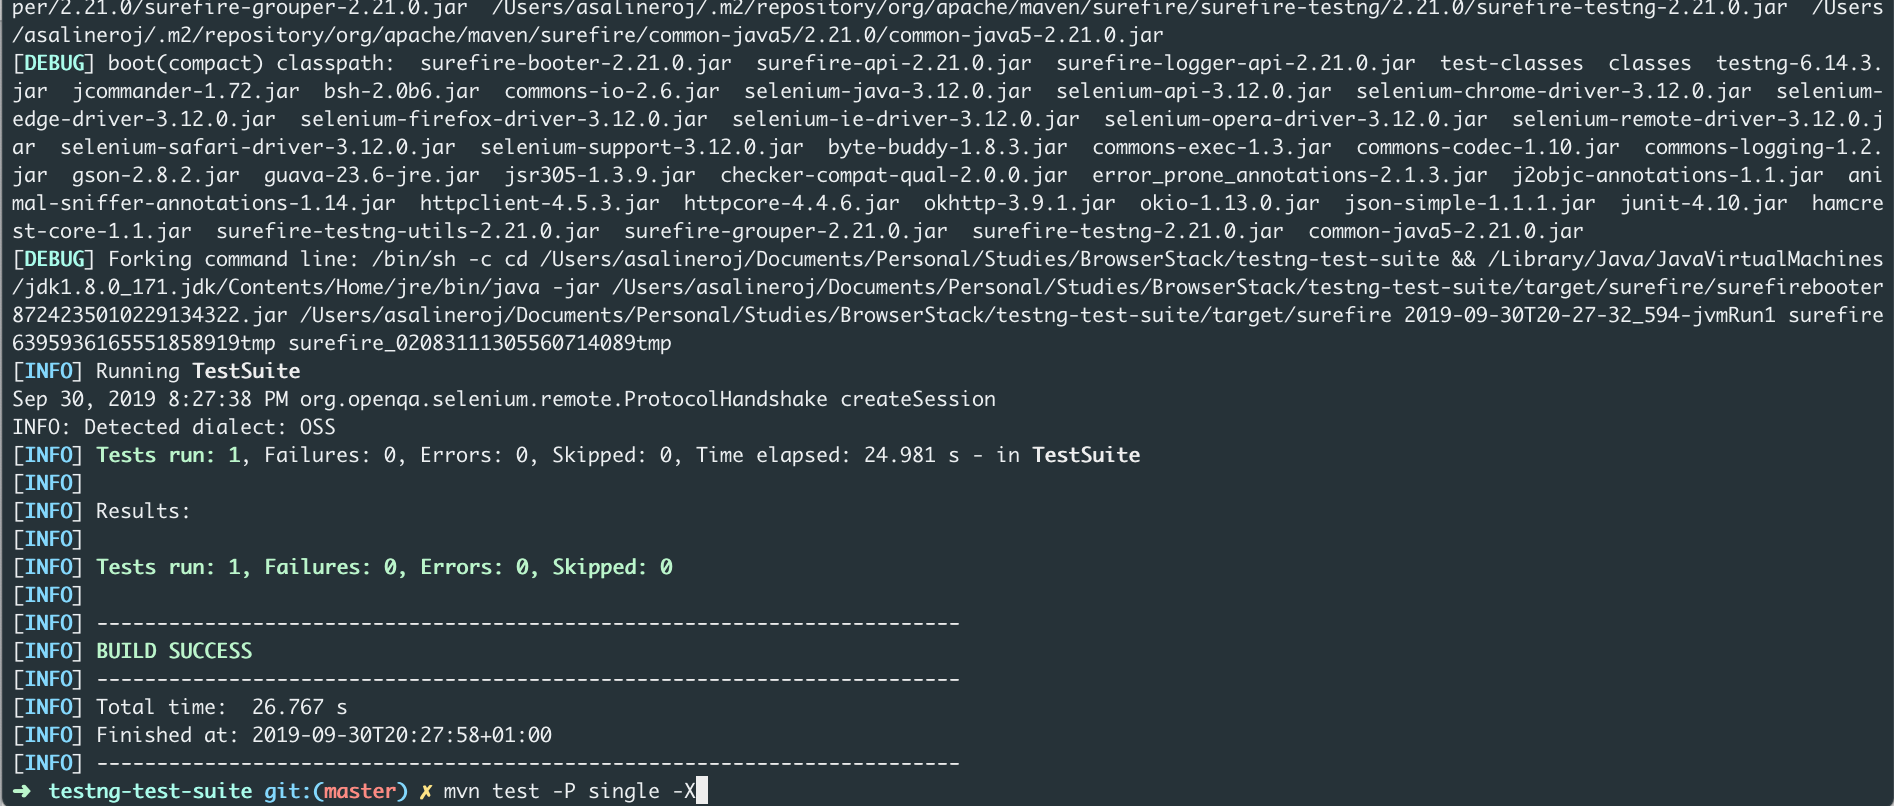 per/2.21.0/surefire-grouper-2.21.0.jar  /Users/asalineroj/.m2/repository/org/apache/maven/surefire/surefire-testng/2.21.0/surefire-testng-2.21.0.jar  /Users
/asalineroj/.m2/repository/org/apache/maven/surefire/common-java5/2.21.0/common-java5-2.21.0.jar
[DEBUG] boot(compact) classpath:  surefire-booter-2.21.0.jar  surefire-api-2.21.0.jar  surefire-logger-api-2.21.0.jar  test-classes  classes  testng-6.14.3.
jar  jcommander-1.72.jar  bsh-2.0b6.jar  commons-io-2.6.jar  selenium-java-3.12.0.jar  selenium-api-3.12.0.jar  selenium-chrome-driver-3.12.0.jar  selenium-
edge-driver-3.12.0.jar  selenium-firefox-driver-3.12.0.jar  selenium-ie-driver-3.12.0.jar  selenium-opera-driver-3.12.0.jar  selenium-remote-driver-3.12.0.j
ar  selenium-safari-driver-3.12.0.jar  selenium-support-3.12.0.jar  byte-buddy-1.8.3.jar  commons-exec-1.3.jar  commons-codec-1.10.jar  commons-logging-1.2.
jar  gson-2.8.2.jar  guava-23.6-jre.jar  jsr305-1.3.9.jar  checker-compat-qual-2.0.0.jar  error_prone_annotations-2.1.3.jar  j2objc-annotations-1.1.jar  ani
mal-sniffer-annotations-1.14.jar  httpclient-4.5.3.jar  httpcore-4.4.6.jar  okhttp-3.9.1.jar  okio-1.13.0.jar  json-simple-1.1.1.jar  junit-4.10.jar  hamcre
st-core-1.1.jar  surefire-testng-utils-2.21.0.jar  surefire-grouper-2.21.0.jar  surefire-testng-2.21.0.jar  common-java5-2.21.0.jar
[DEBUG] Forking command line: /bin/sh -c cd /Users/asalineroj/Documents/Personal/Studies/BrowserStack/testng-test-suite && /Library/Java/JavaVirtualMachines
/jdk1.8.0_171.jdk/Contents/Home/jre/bin/java -jar /Users/asalineroj/Documents/Personal/Studies/BrowserStack/testng-test-suite/target/surefire/surefirebooter
8724235010229134322.jar /Users/asalineroj/Documents/Personal/Studies/BrowserStack/testng-test-suite/target/surefire 2019-09-30T20-27-32_594-jvmRun1 surefire
6395936165551858919tmp surefire_02083111305560714089tmp
[INFO] Running TestSuite
Sep 30, 2019 8:27:38 PM org.openqa.selenium.remote.ProtocolHandshake createSession
INFO: Detected dialect: OSS
[INFO] Tests run: 1, Failures: 0, Errors: 0, Skipped: 0, Time elapsed: 24.981 s - in TestSuite
[INFO]
[INFO] Results:
[INFO]
[INFO] Tests run: 1, Failures: 0, Errors: 0, Skipped: 0
[INFO]
[INFO] ------------------------------------------------------------------------
[INFO] BUILD SUCCESS
[INFO] ------------------------------------------------------------------------
[INFO] Total time:  26.767 s
[INFO] Finished at: 2019-09-30T20:27:58+01:00
[INFO] ------------------------------------------------------------------------
➜  testng-test-suite git:(master) ✗ mvn test -P single -X